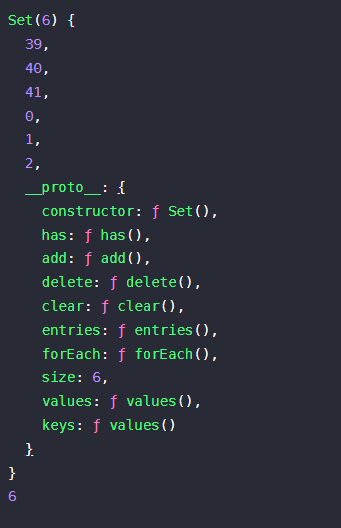 Set(6) {
  39,
  40,
  41,
  0,
  1,
  2,
  __proto__: {
    constructor: ƒ Set(),
    has: ƒ has(),
    add: ƒ add(),
    delete: ƒ delete(),
    clear: ƒ clear(),
    entries: ƒ entries(),
    forEach: ƒ forEach(),
    size: 6,
    values: ƒ values(),
    keys: ƒ values()
  }
}
6